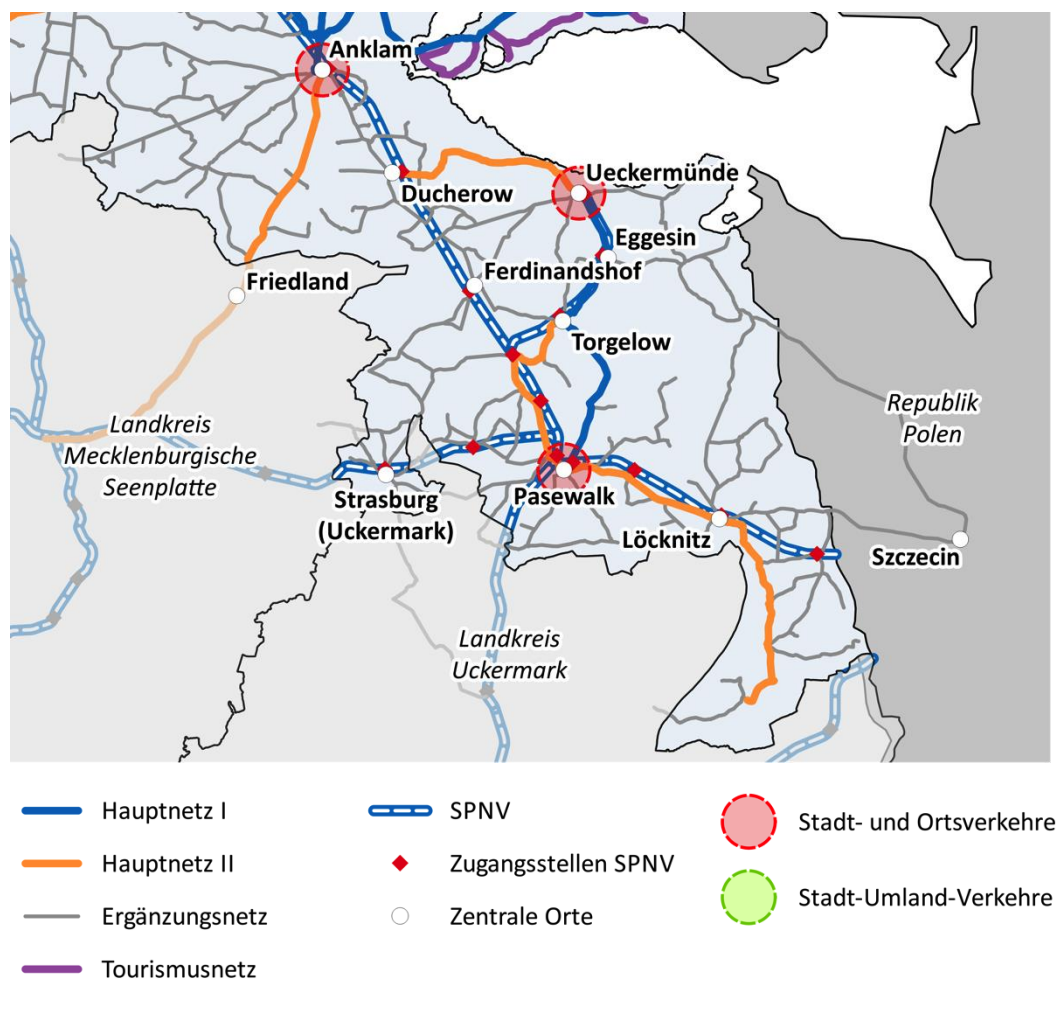 Anklam
Ueckermünde
Ducherow
Eggesin
Ferdinandshof
Friedland
Torgelow
Republik
Polen
Landkreis
Mecklenburgische
Seenplatte
Strasburg
(Uckermark)
Pasewalk
Löcknitz
Szczecin
Landkreis
Uckermark
Hauptnetz I
SPNV
Stadt- und Ortsverkehre
Hauptnetz II
Zugangsstellen SPNV
Stadt-Umland-Verkehre
Ergänzungsnetz
Zentrale Orte
Tourismusnetz